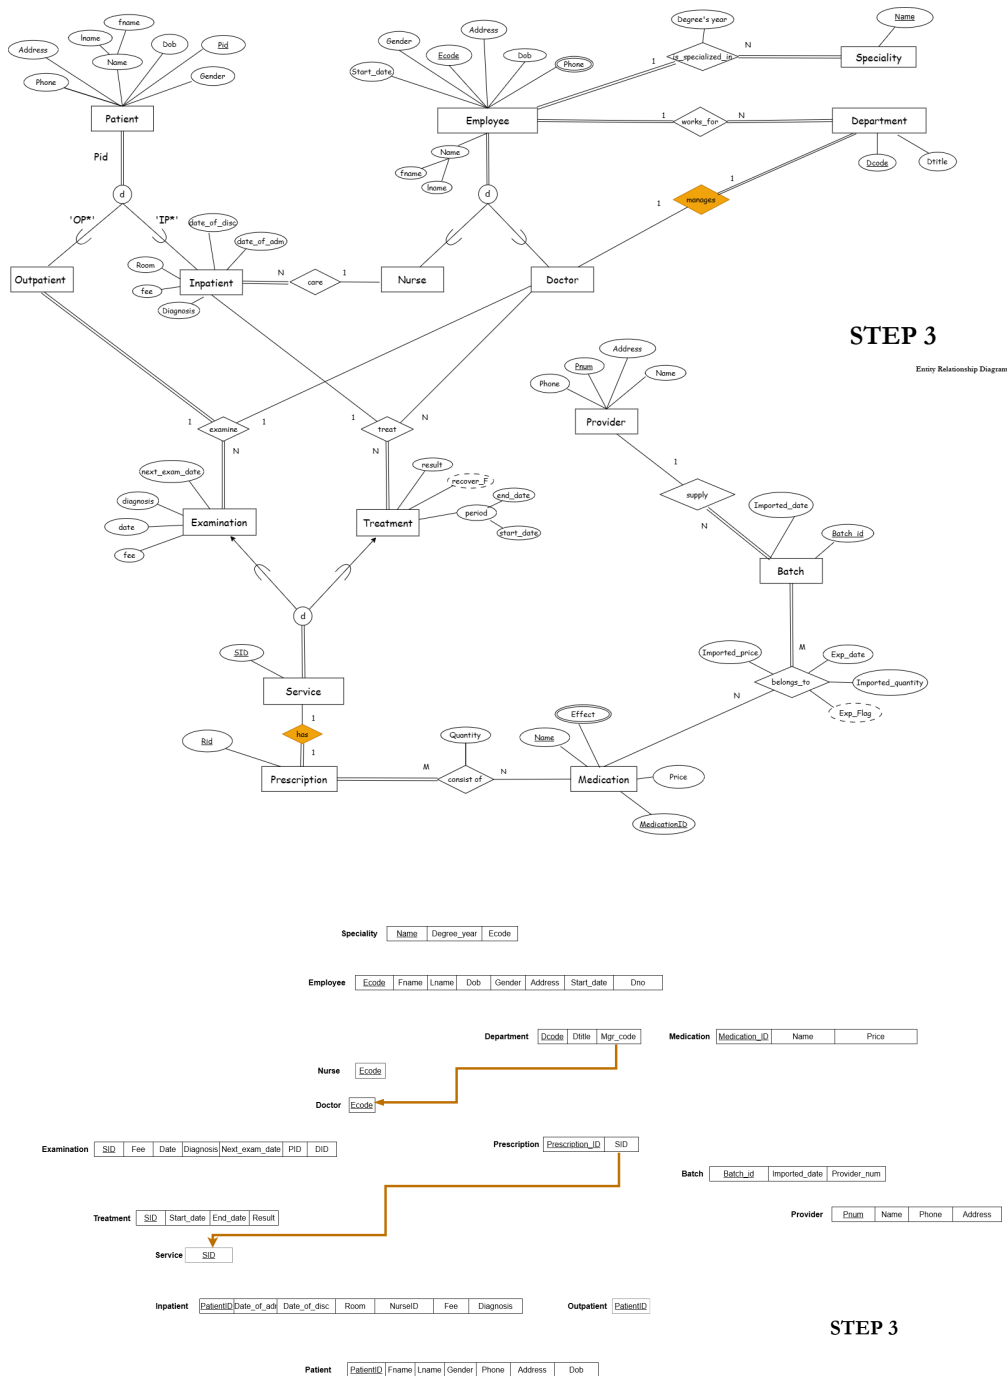 fname
lname
Dob
Pid
Address
Name
Phone
Gender
Patient
Pid
d
'OP*'
'IP*'
date_of_disc
date_of_adm
Room
fee
Diagnosis
Outpatient
Inpatient
N
care
1
Nurse
Doctor
Address
Gender
Ecode
Dob
Phone
Start_date
Employee
Name
fname
lname
d
Degree's year
is_specialized_in
1
N
Name
Speciality
1
works_for
N
Department
Dcode
Dtitle
1
manages
1
STEP 3
Entity Relationship Diagram
1
examine
1
N
1
treat
N
N
next_exam_date
diagnosis
date
fee
Examination
result
recover_F
end_date
period
start_date
Treatment
d
SID
Service
1
has
1
Rid
Prescription
M
Quantity
consist of
N
Effect
Name
Medication
Price
MedicationID
Address
Pnum
Name
Phone
Provider
1
supply
N
Imported_date
Batch_id
Batch
M
Imported_price
Exp_date
belongs_to
Imported_quantity
Exp_Flag
N
Speciality Name Degree_year Ecode
Employee Ecode Fname Lname Dob Gender Address Start_date Dno
Department Dcode Dtitle Mgr_code
Medication Medication_ID Name Price
Nurse Ecode
Doctor Ecode
Examination SID Fee Date Diagnosis Next_exam_date PID DID
Prescription Prescription_ID SID
Batch Batch_id Imported_date Provider_num
Treatment SID Start_date End_date Result
Provider Pnum Name Phone Address
Service SID
Inpatient PatientID Date_of_adm Date_of_disc Room NurseID Fee Diagnosis
Outpatient PatientID
STEP 3
Patient PatientID Fname Lname Gender Phone Address Dob